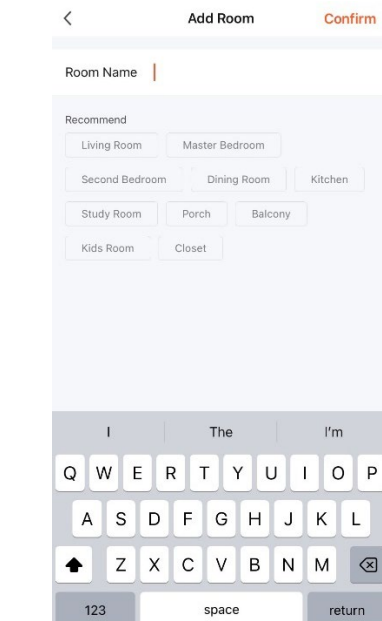 Add Room Confirm
Room Name
Recommend
Living Room Master Bedroom
Second Bedroom Dining Room Kitchen
Study Room Porch Balcony
Kids Room Closet
I The I'm
Q W E R T Y U I O P
A S D F G H J K L
Z X C V B N M
123 space return